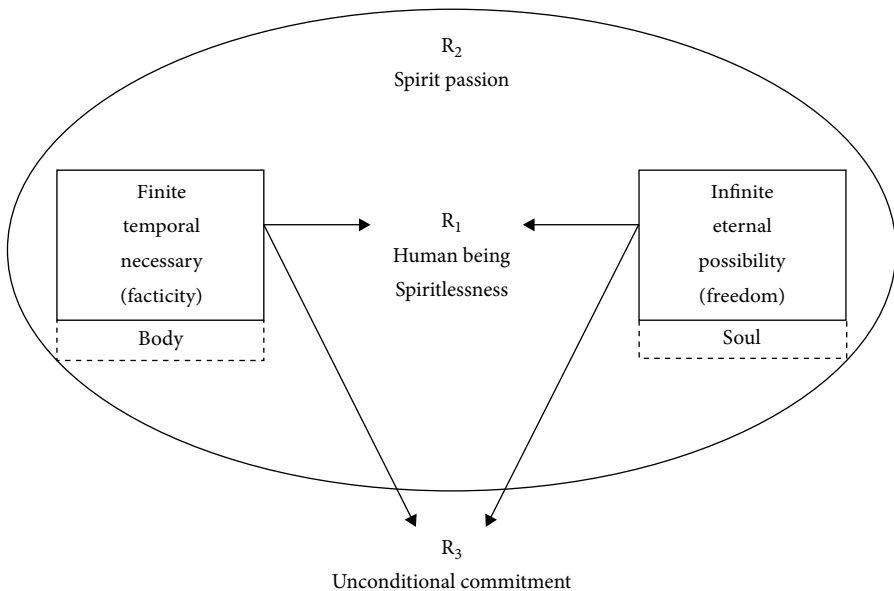 R₂
Spirit passion
Finite
temporal
necessary
(facticity)
Body
R₁
Human being
Spiritlessness
Infinite
eternal
possibility
(freedom)
Soul
R₃
Unconditional commitment